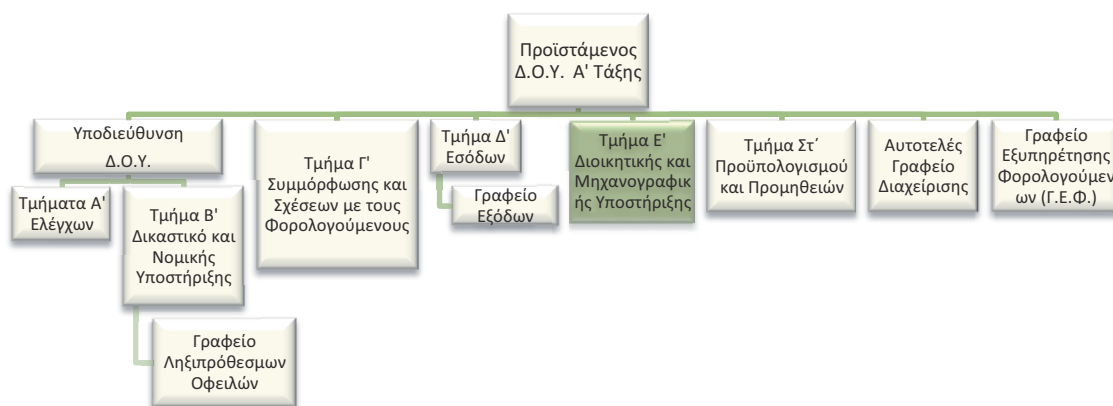 Προϊστάμενος
Δ.Ο.Υ. Α' Τάξης
Υποδιεύθυνση
Δ.Ο.Υ.
Τμήματα Α'
Ελέγχων
Τμήμα Β'
Δικαστικό και
Νομικής
Υποστήριξης
Γραφείο
Ληξιπρόθεσμων
Οφειλών
Τμήμα Γ'
Συμμόρφωσης και
Σχέσεων με τους
Φορολογούμενους
Τμήμα Δ'
Εσόδων
Γραφείο
Εξόδων
Τμήμα Ε'
Διοικητικής και
Μηχανογραφικ
ής Υποστήριξης
Τμήμα Στ΄
Προϋπολογισμού
και Προμηθειών
Αυτοτελές
Γραφείο
Διαχείρισης
Γραφείο
Εξυπηρέτησης
Φορολογούμεν
ων (Γ.Ε.Φ.)